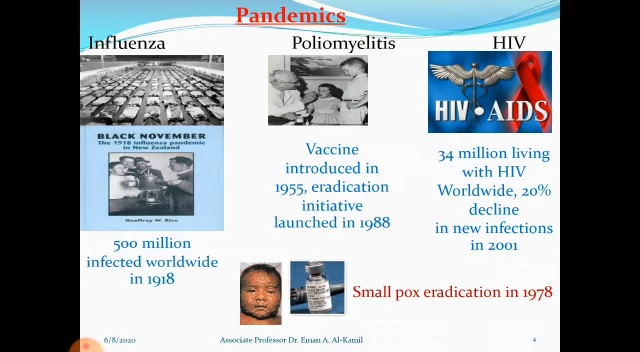 Pandemics
Influenza
Poliomyelitis
HIV
BLACK NOVEMBER
The 1918 influenza pandemic
in New Zealand
Geoffrey W. Rice
500 million
infected worldwide
in 1918
Vaccine
introduced in
1955, eradication
initiative
launched in 1988
HIV AIDS
34 million living
with HIV
Worldwide, 20%
decline
in new infections
in 2001
Small pox eradication in 1978
6/8/2020
Associate Professor Dr. Eman A. Al-Kamil
4